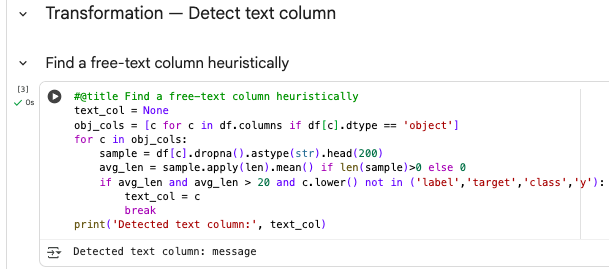 Transformation — Detect text column
Find a free-text column heuristically
[3]
0s
#@title Find a free-text column heuristically
text_col = None
obj_cols = [c for c in df.columns if df[c].dtype == 'object']
for c in obj_cols:
    sample = df[c].dropna().astype(str).head(200)
    avg_len = sample.apply(len).mean() if len(sample)>0 else 0
    if avg_len and avg_len > 20 and c.lower() not in ('label','target','class','y'):
        text_col = c
        break
print('Detected text column:', text_col)
Detected text column: message